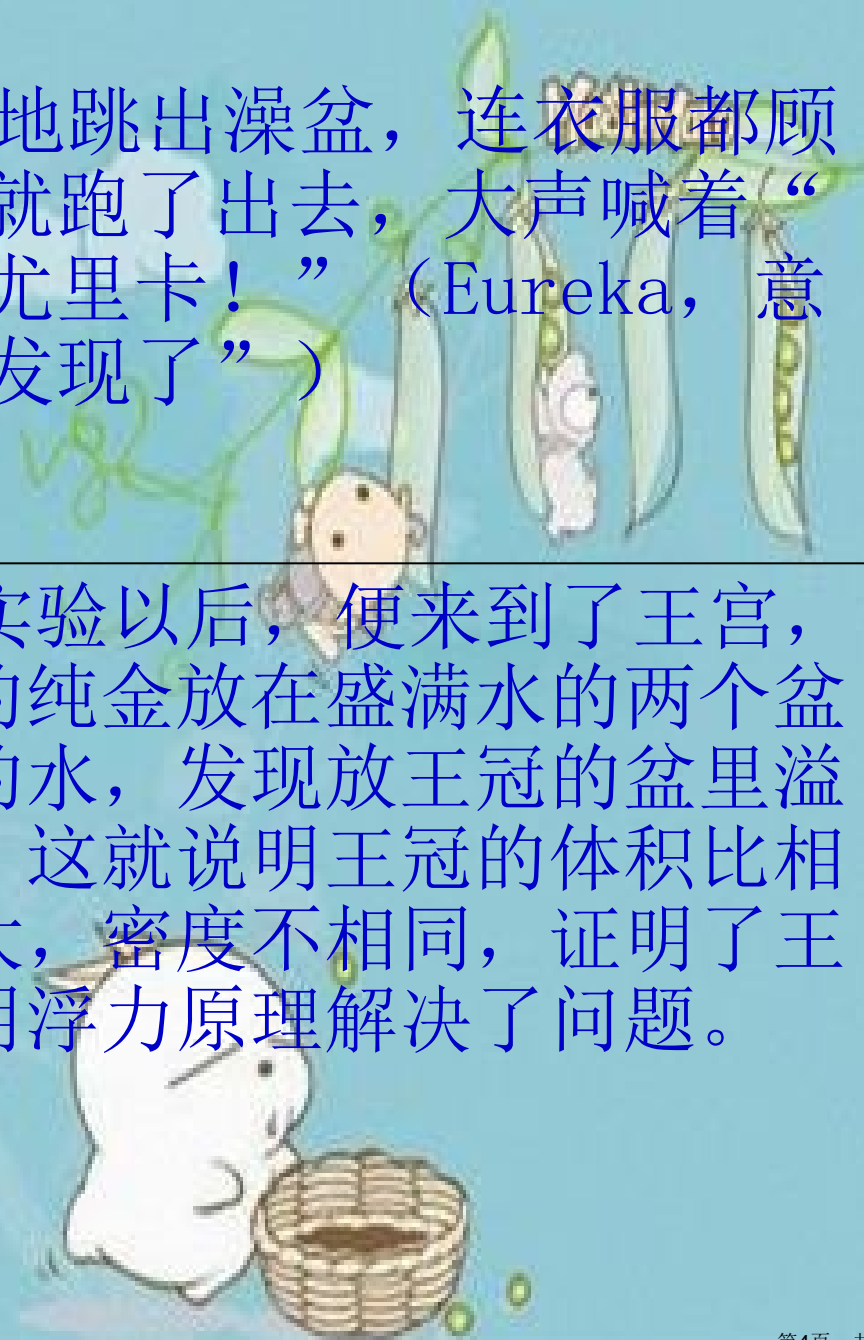 地跳出澡盆，连衣服都顾
就跑了出去，大声喊着“
尤里卡！”（Eureka，意
发现了”）
实验以后，便来到了王宫，
的纯金放在盛满水的两个盆
的水，发现放王冠的盆里溢
这就说明王冠的体积比相
大，密度不相同，证明了王
用浮力原理解决了问题。
第4页